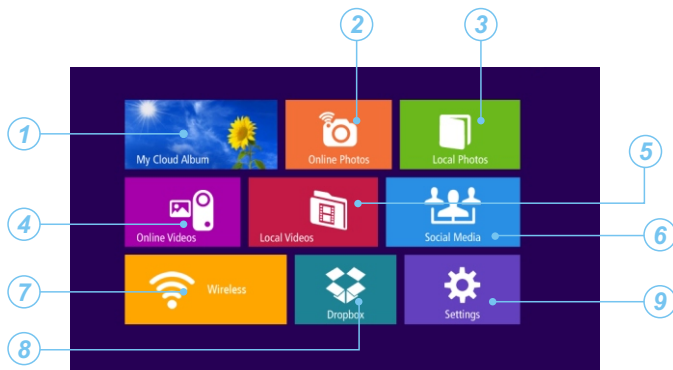 2
3
1
My Cloud Album
Online Photos
Local Photos
5
4
Online Videos
Local Videos
Social Media
6
7
Wireless
Dropbox
Settings
9
8